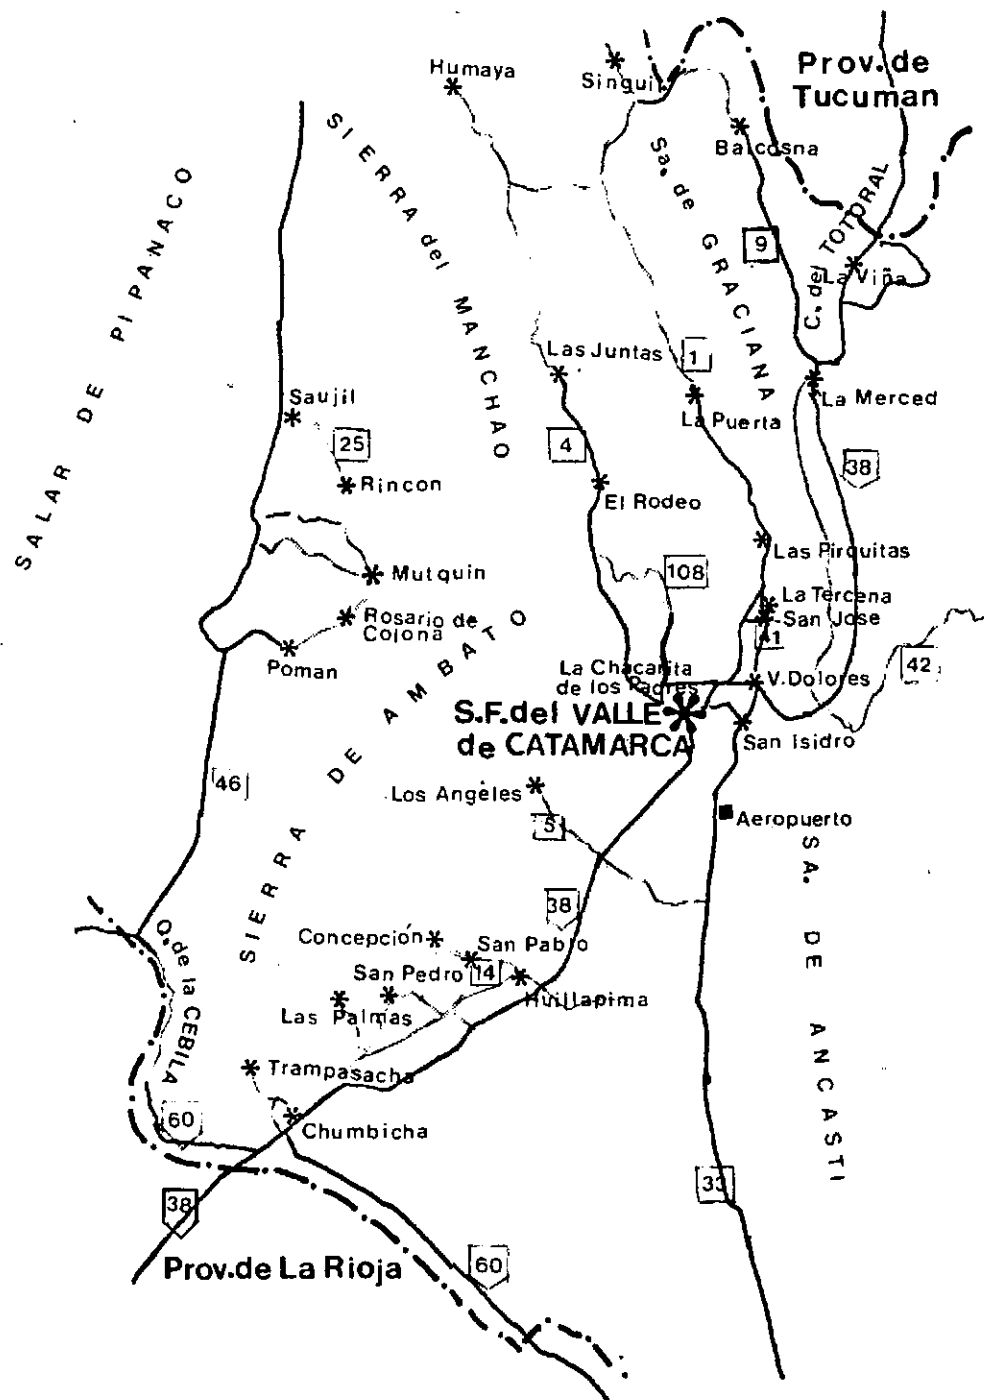 Humaya
Singuil
Prov. de
Tucuman
Balcosna
SIERRA del MANCHAO
Sa. de GRACIANA
SALAR DE PIPANACO
C. del TOTORAL
9
La Viña
Las Juntas
1
La Merced
La Puerta
Saujil
25
4
38
Rincon
El Rodeo
Las Pirquitas
Mutquin
108
La Tercena
San Jose
1
Rosario de
Colona
Poman
42
La Chacarita
de los Padres
V. Dolores
S.F. del VALLE
de CATAMARCA
San Isidro
SIERRA DE AMBATO
46
Los Angeles
5
Aeropuerto
SA. DE ANCASTI
38
Concepción
San Pablo
San Pedro
14
Huillapima
Las Palmas
Q. de la CEBILA
Trampasacha
60
Chumbicha
33
38
Prov. de La Rioja
60